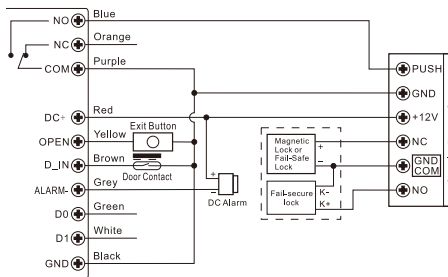 NO Blue
NC Orange
COM Purple
DC+ Red
OPEN Yellow Exit Button
D_IN Brown
Door Contact
ALARM- Grey
+
−
DC Alarm
D0 Green
D1 White
GND Black
Magnetic
Lock or
Fail-Safe
Lock
+
−
Fail-secure
lock
K-
K+
PUSH
GND
+12V
NC
GND
COM
NO